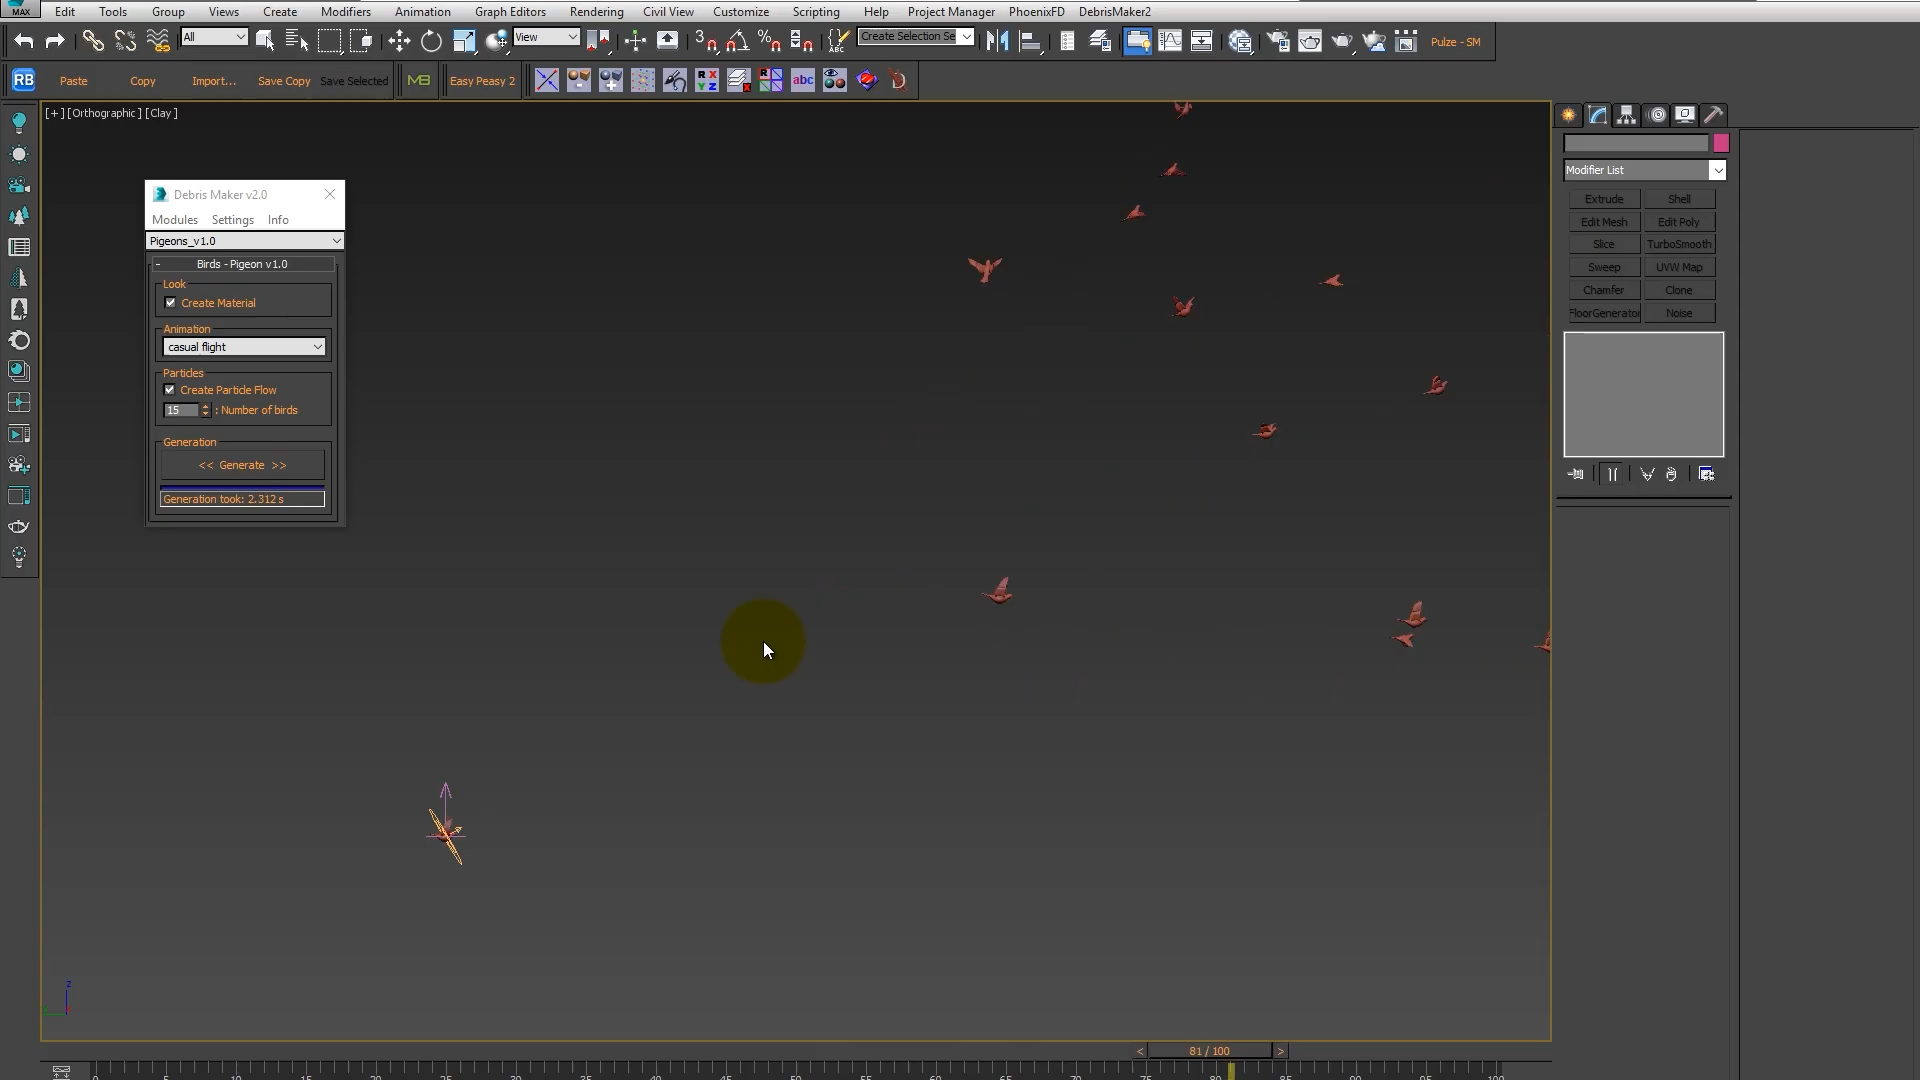 MAX Edit Tools Group Views Create Modifiers Animation Graph Editors Rendering Civil View Customize Scripting Help Project Manager PhoenixFD DebrisMaker2
All View 3 ABC Create Selection Se Pulze - SM
RB Paste Copy Import... Save Copy Save Selected MB Easy Peasy 2 abc
[+] [Orthographic] [Clay]
Debris Maker v2.0
Modules Settings Info
Pigeons_v1.0
- Birds - Pigeon v1.0
Look
Create Material
Animation
casual flight
Particles
Create Particle Flow
15 : Number of birds
Generation
<< Generate >>
Generation took: 2.312 s
Modifier List
Extrude Shell
Edit Mesh Edit Poly
Slice TurboSmooth
Sweep UVW Map
Chamfer Clone
FloorGenerator Noise
z
< 81 / 100 >